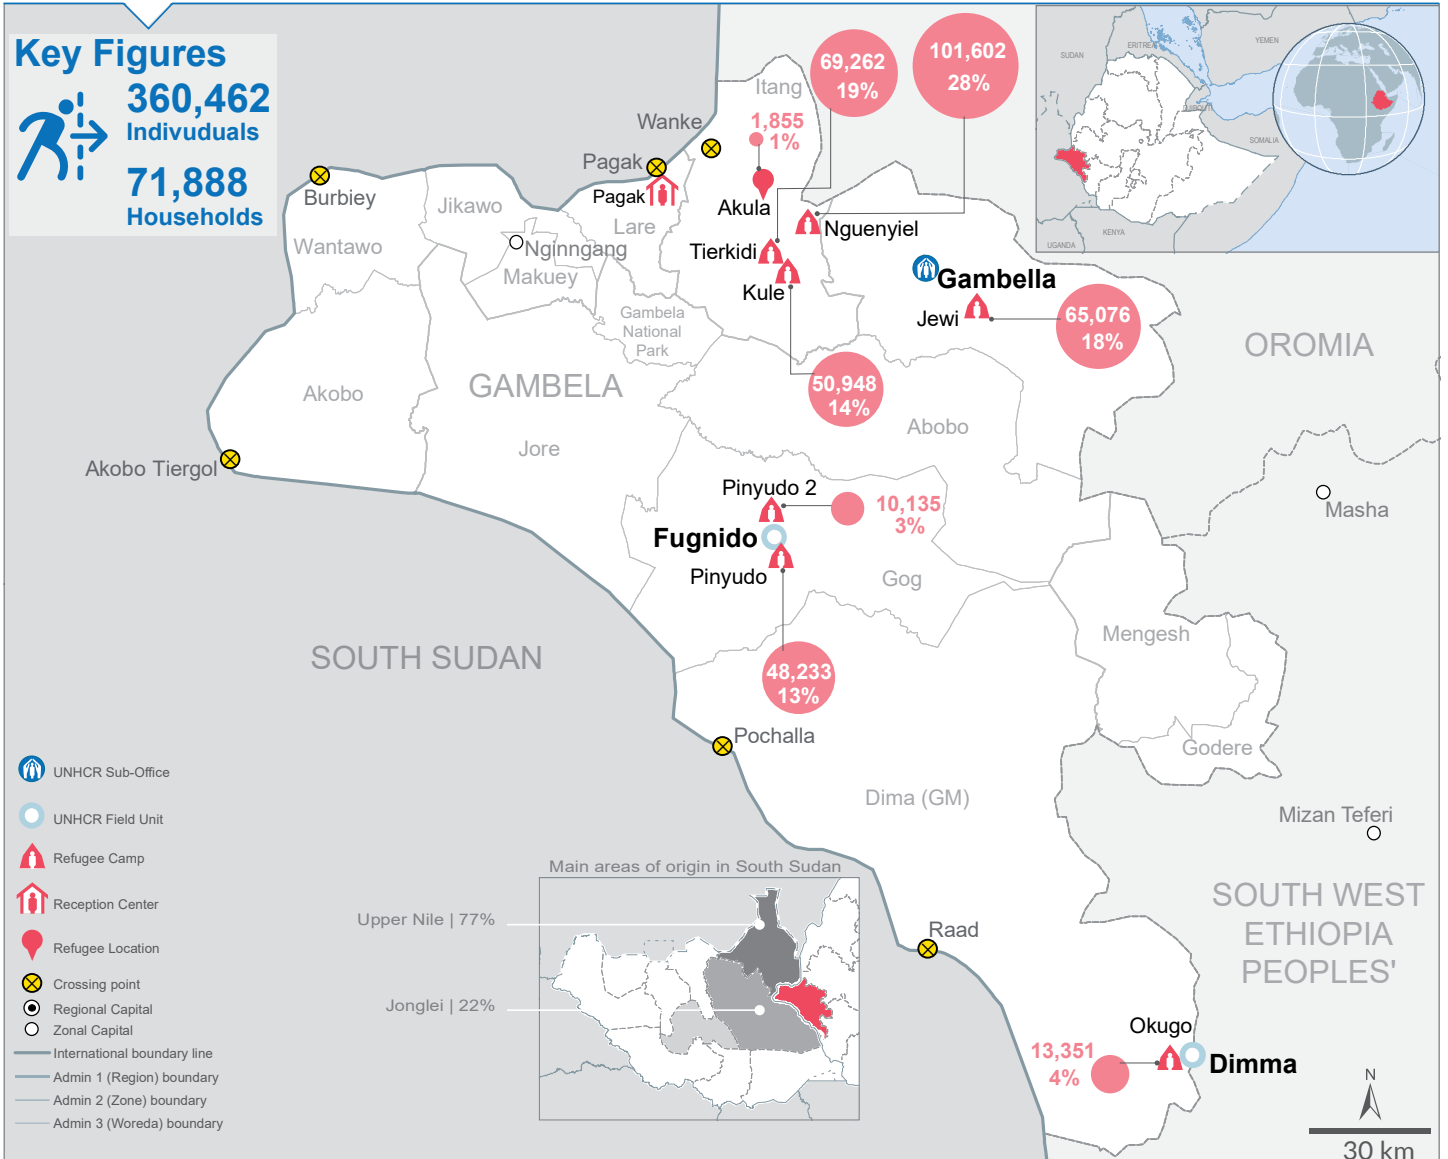 Key Figures
360,462
Indivuduals
71,888
Households
69,262
19%
101,602
28%
Itang
1,855
1%
Wanke
Pagak
Pagak
Burbiey
Jikawo
Lare
Akula
Nguenyiel
Wantawo
Nginngang
Makuey
Tierkidi
Kule
Gambella
Jewi
65,076
18%
Gambela
National
Park
OROMIA
GAMBELA
Akobo
50,948
14%
Abobo
Jore
Akobo Tiergol
Pinyudo 2
10,135
3%
Masha
Fugnido
Pinyudo
Gog
Mengesh
SOUTH SUDAN
48,233
13%
Pochalla
Godere
Dima (GM)
Mizan Teferi
SOUTH WEST
ETHIOPIA
PEOPLES'
Raad
Okugo
13,351
4%
Dimma
SUDAN
ERITREA
YEMEN
DJIBOUTI
SOMALIA
KENYA
UGANDA
UNHCR Sub-Office
UNHCR Field Unit
Refugee Camp
Reception Center
Refugee Location
Crossing point
Regional Capital
Zonal Capital
International boundary line
Admin 1 (Region) boundary
Admin 2 (Zone) boundary
Admin 3 (Woreda) boundary
Main areas of origin in South Sudan
Upper Nile | 77%
Jonglei | 22%
N
30 km